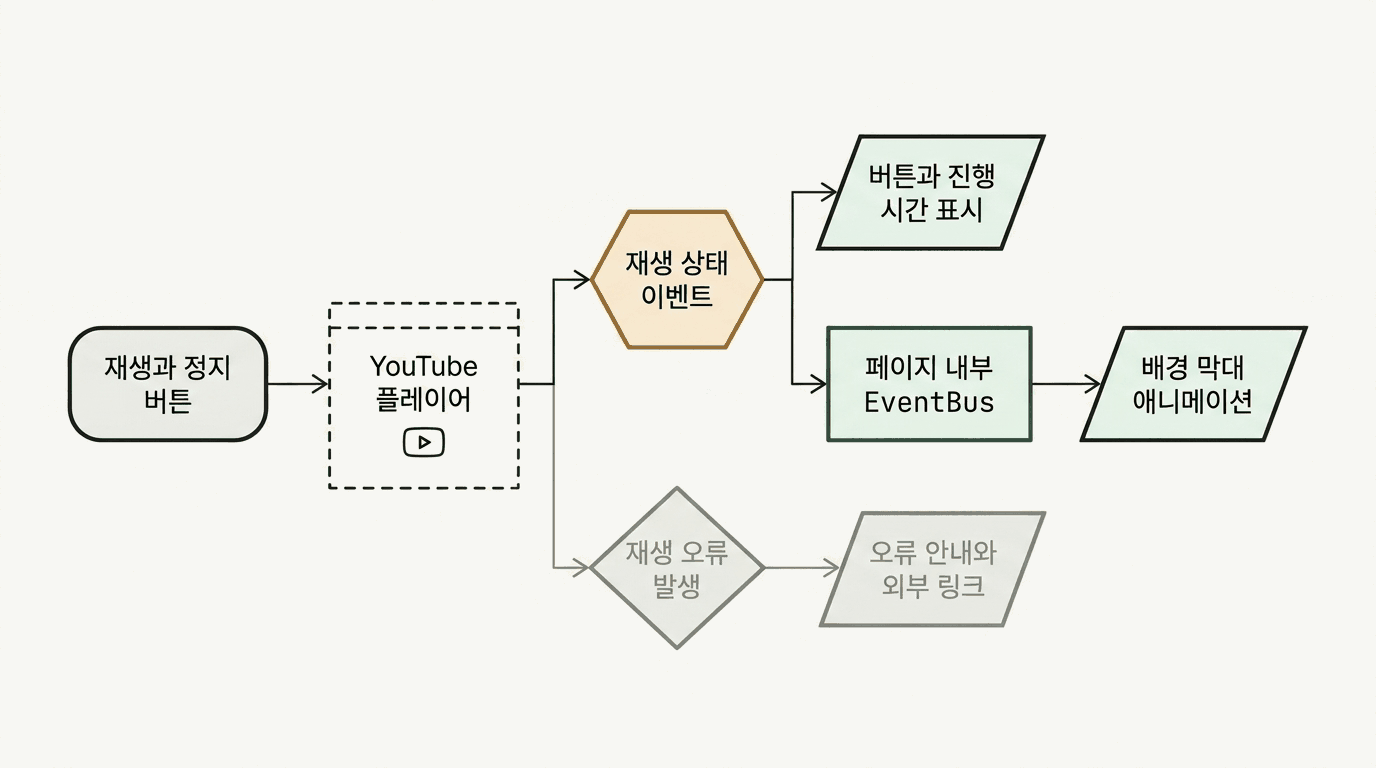 재생과 정지
버튼
YouTube
플레이어
재생 상태
이벤트
버튼과 진행
시간 표시
페이지 내부
EventBus
배경 막대
애니메이션
재생 오류
발생
오류 안내와
외부 링크